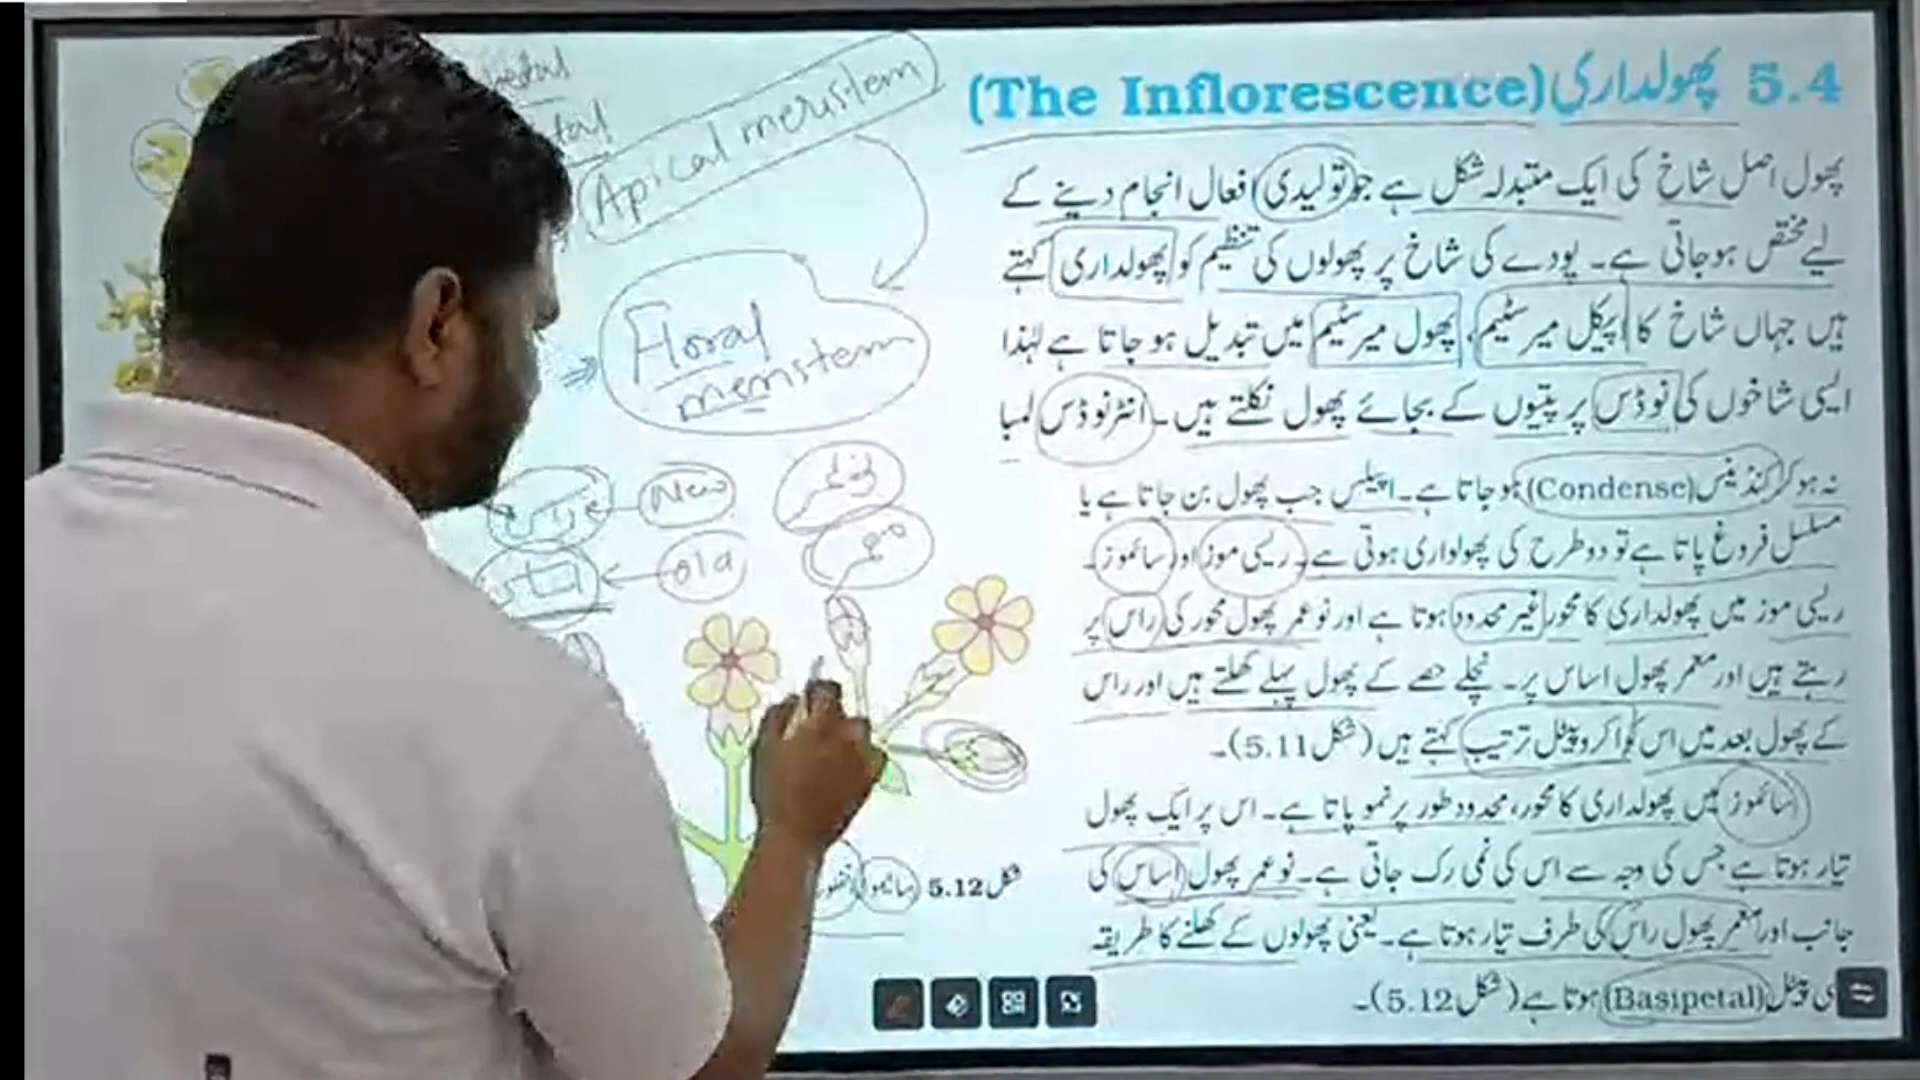 5.4 پھولداری (The Inflorescence)
پھول اصل شاخ کی ایک متبدلہ شکل ہے جو تولیدی افعال انجام دینے کے
لیے مختص ہوجاتی ہے۔ پودے کی شاخ پر پھولوں کی تنظیم کو پھولداری کہتے
ہیں جہاں شاخ کا اپیکل میرسٹیم، پھول میرسٹیم میں تبدیل ہو جاتا ہے لہٰذا
ایسی شاخوں کی نوڈس پر پتیوں کے بجائے پھول نکلتے ہیں۔ انٹرنوڈس لمبا
نہ ہو کر کنڈینس (Condense) ہو جاتا ہے۔ اپیکس جب پھول بن جاتا ہے یا
مسلسل فروغ پاتا ہے تو دو طرح کی پھولواری ہوتی ہے۔ ریسی موز اور سائموز۔
ریسی موز میں پھولداری کا محور غیر محدود ہوتا ہے اور نو عمر پھول محور کی راس پر
رہتے ہیں اور معمر پھول اساس پر۔ نچلے حصے کے پھول پہلے کھلتے ہیں اور راس
کے پھول بعد میں اس کو اکروپیٹل ترتیب کہتے ہیں (شکل 5.11)۔
سائموز میں پھولداری کا محور، محدود طور پر نمو پاتا ہے۔ اس پر ایک پھول
تیار ہوتا ہے جس کی وجہ سے اس کی نمی رک جاتی ہے۔ نو عمر پھول اساس کی
جانب اور معمر پھول راس کی طرف تیار ہوتا ہے۔ یعنی پھولوں کے کھلنے کا طریقہ
سی پیٹل (Basipetal) ہوتا ہے (شکل 5.12)۔
Apical meristem
Floral
meristem
New
old
نوعمر
معمر
شکل 5.12